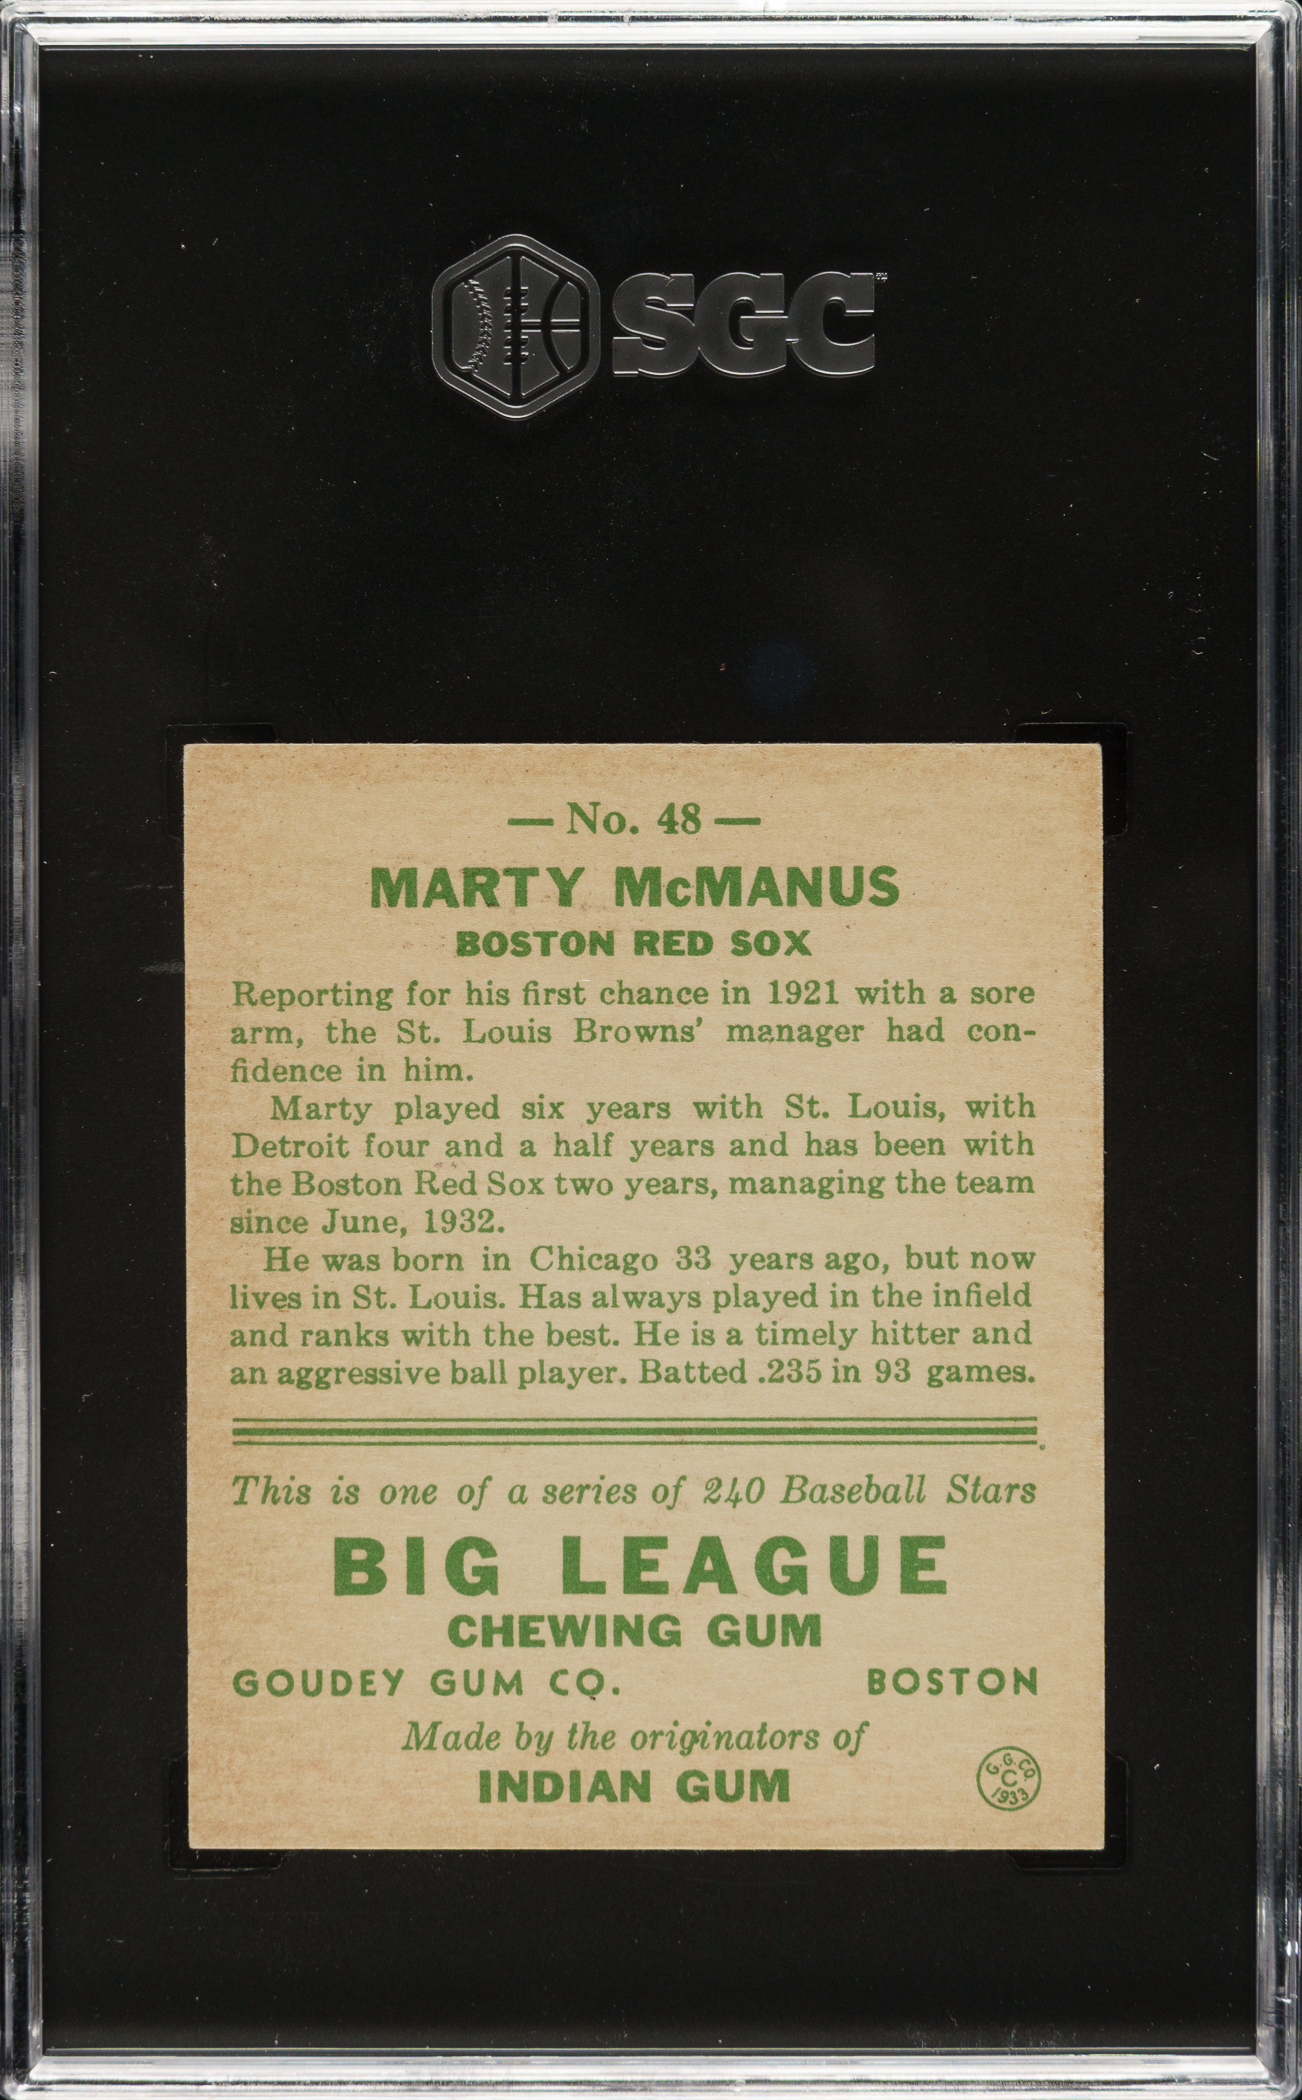 SGC™
— No. 48 —
MARTY McMANUS
BOSTON RED SOX
Reporting for his first chance in 1921 with a sore
arm, the St. Louis Browns' manager had con-
fidence in him.
Marty played six years with St. Louis, with
Detroit four and a half years and has been with
the Boston Red Sox two years, managing the team
since June, 1932.
He was born in Chicago 33 years ago, but now
lives in St. Louis. Has always played in the infield
and ranks with the best. He is a timely hitter and
an aggressive ball player. Batted .235 in 93 games.
This is one of a series of 240 Baseball Stars
BIG LEAGUE
CHEWING GUM
GOUDEY GUM CO. BOSTON
Made by the originators of
INDIAN GUM
G. G. CO.
C
1933